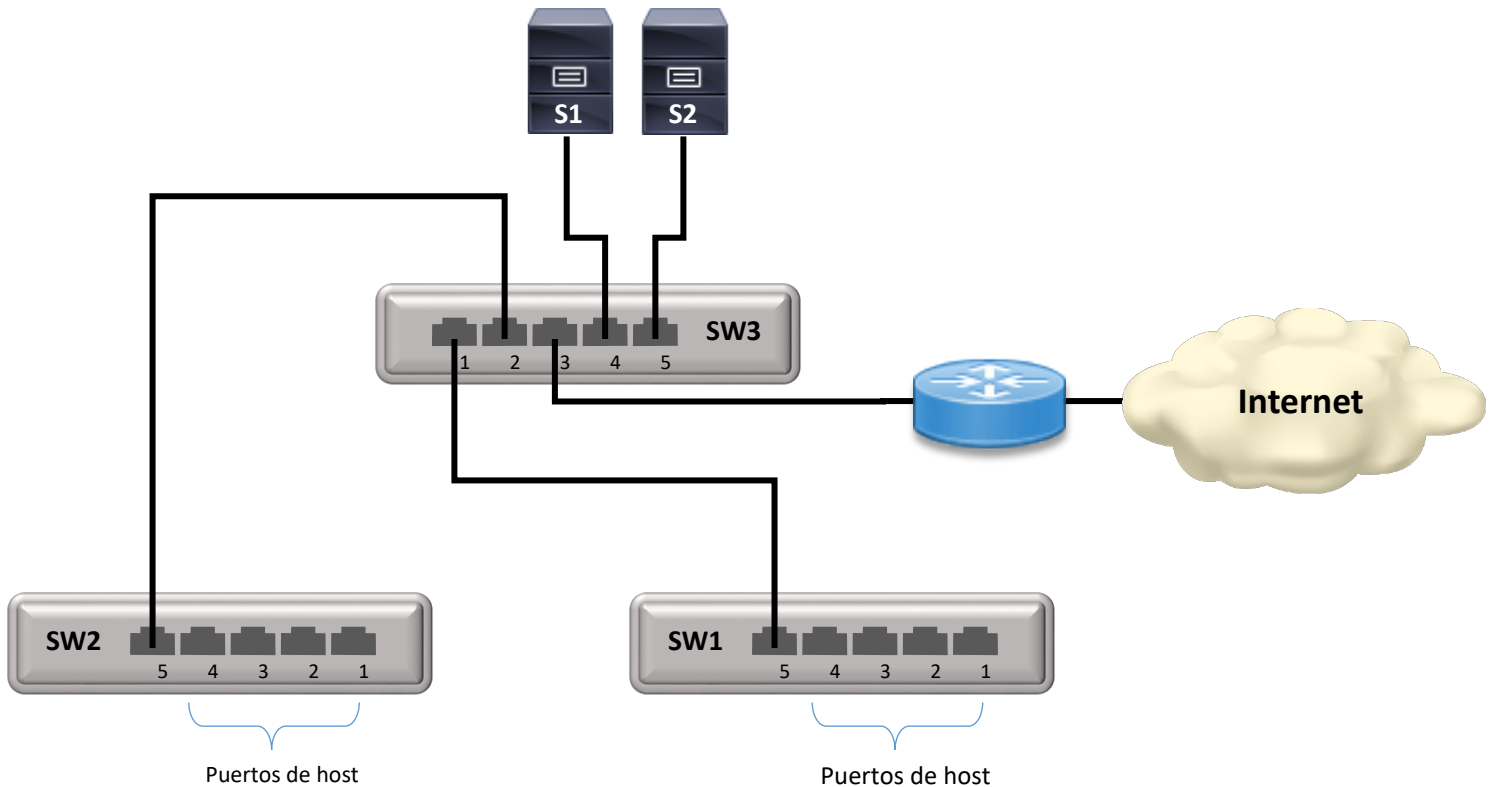 S1 S2
SW3
1 2 3 4 5
Internet
SW2
5 4 3 2 1
SW1
5 4 3 2 1
Puertos de host
Puertos de host